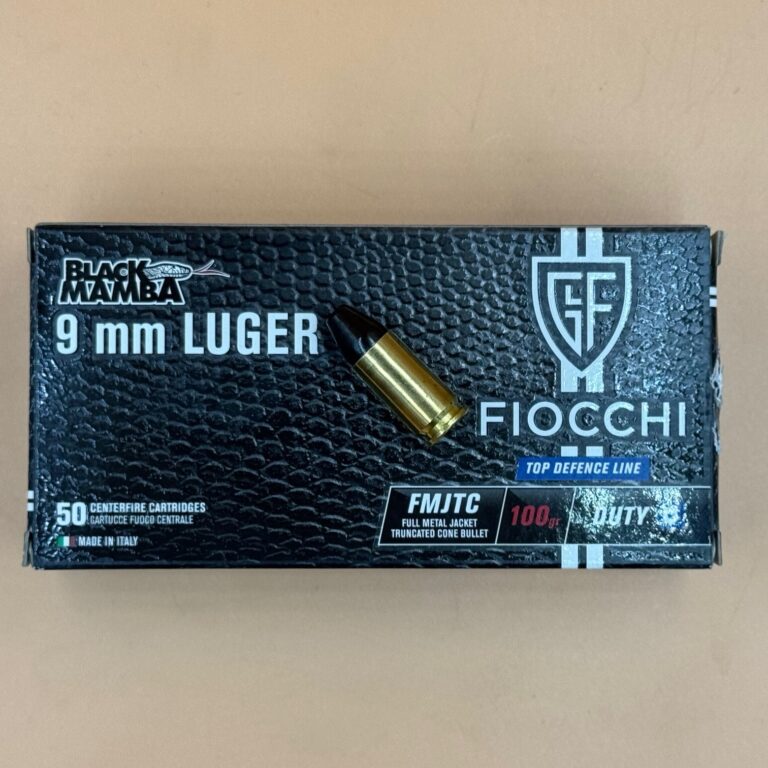 BLACK
MAMBA
9 mm LUGER
GF
FIOCCHI
TOP DEFENCE LINE
50 CENTERFIRE CARTRIDGES
CARTUCCE FUOCO CENTRALE
MADE IN ITALY
FMJTC
FULL METAL JACKET
TRUNCATED CONE BULLET
100gr
DUTY